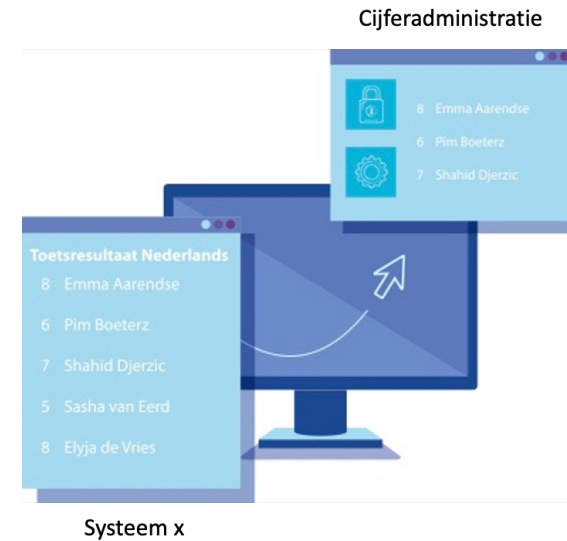 Cijferadministratie
8 Emma Aarendse
6 Pim Boeterz
7 Shahid Djerzic
Toetsresultaat Nederlands
8 Emma Aarendse
6 Pim Boeterz
7 Shahid Djerzic
5 Sasha van Eerd
8 Elyja de Vries
Systeem x